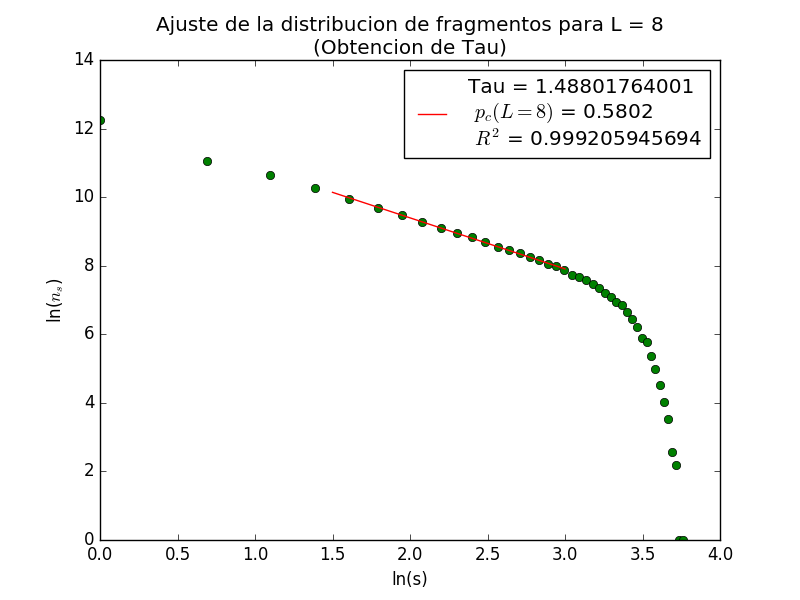 Ajuste de la distribucion de fragmentos para L = 8
(Obtencion de Tau)
Tau = 1.48801764001
p_c(L = 8) = 0.5802
R^2 = 0.999205945694
14
12
10
8
6
4
2
0
ln(n_s)
0.0 0.5 1.0 1.5 2.0 2.5 3.0 3.5 4.0
ln(s)